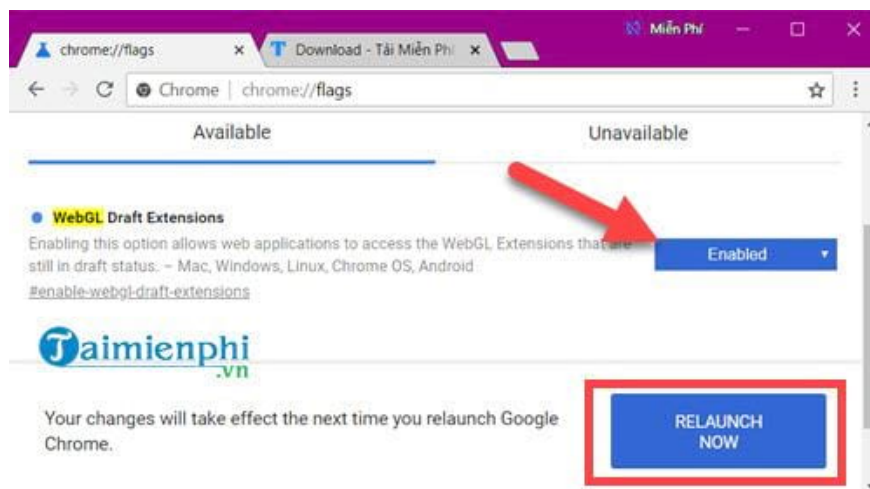 Miễn Phí
chrome://flags
Download - Tải Miễn Phí
Chrome | chrome://flags
Available
Unavailable
WebGL Draft Extensions
Enabling this option allows web applications to access the WebGL Extensions that are
still in draft status. – Mac, Windows, Linux, Chrome OS, Android
#enable-webgl-draft-extensions
Enabled
Taimienphi
.vn
Your changes will take effect the next time you relaunch Google
Chrome.
RELAUNCH
NOW